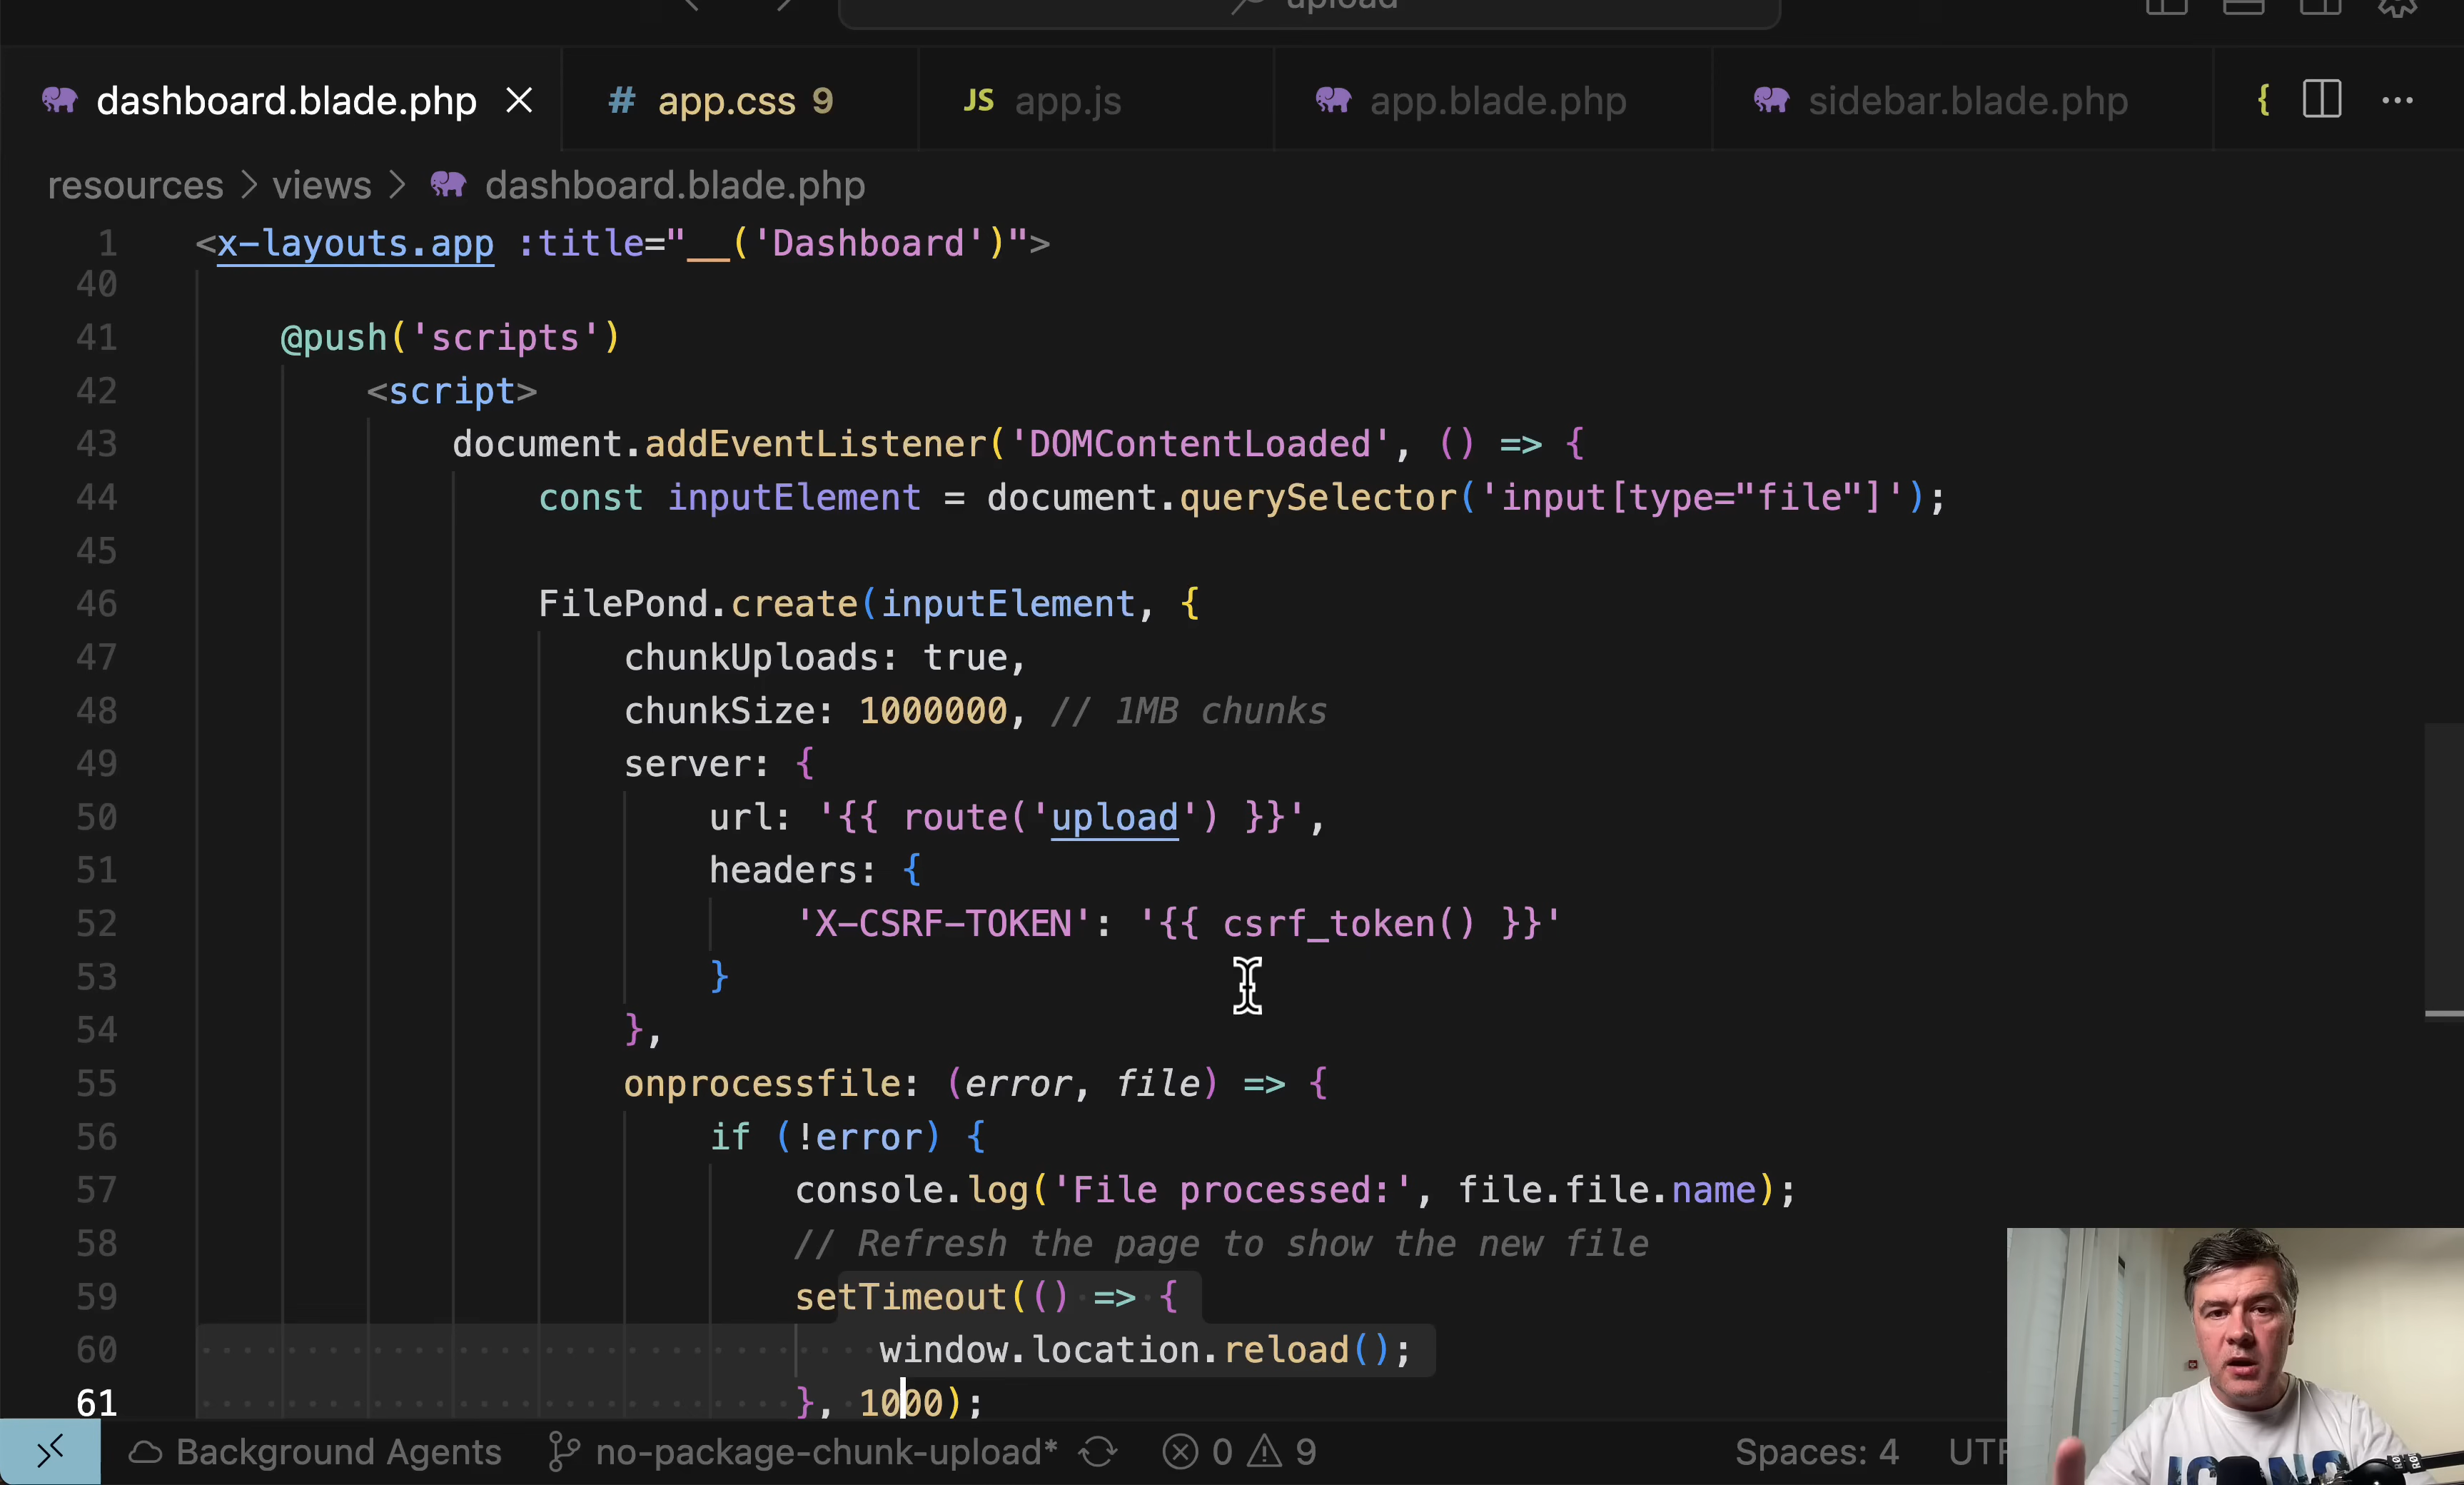 upload
dashboard.blade.php
# app.css 9
JS app.js
app.blade.php
sidebar.blade.php
{
...
resources > views > dashboard.blade.php
1 <x-layouts.app :title="__('Dashboard')">
40
41 @push('scripts')
42 <script>
43 document.addEventListener('DOMContentLoaded', () => {
44 const inputElement = document.querySelector('input[type="file"]');
45
46 FilePond.create(inputElement, {
47 chunkUploads: true,
48 chunkSize: 1000000, // 1MB chunks
49 server: {
50 url: '{{ route('upload') }}',
51 headers: {
52 'X-CSRF-TOKEN': '{{ csrf_token() }}'
53 }
54 },
55 onprocessfile: (error, file) => {
56 if (!error) {
57 console.log('File processed:', file.file.name);
58 // Refresh the page to show the new file
59 setTimeout(() => {
60 window.location.reload();
61 }, 1000);
Background Agents
no-package-chunk-upload*
0
9
Spaces: 4